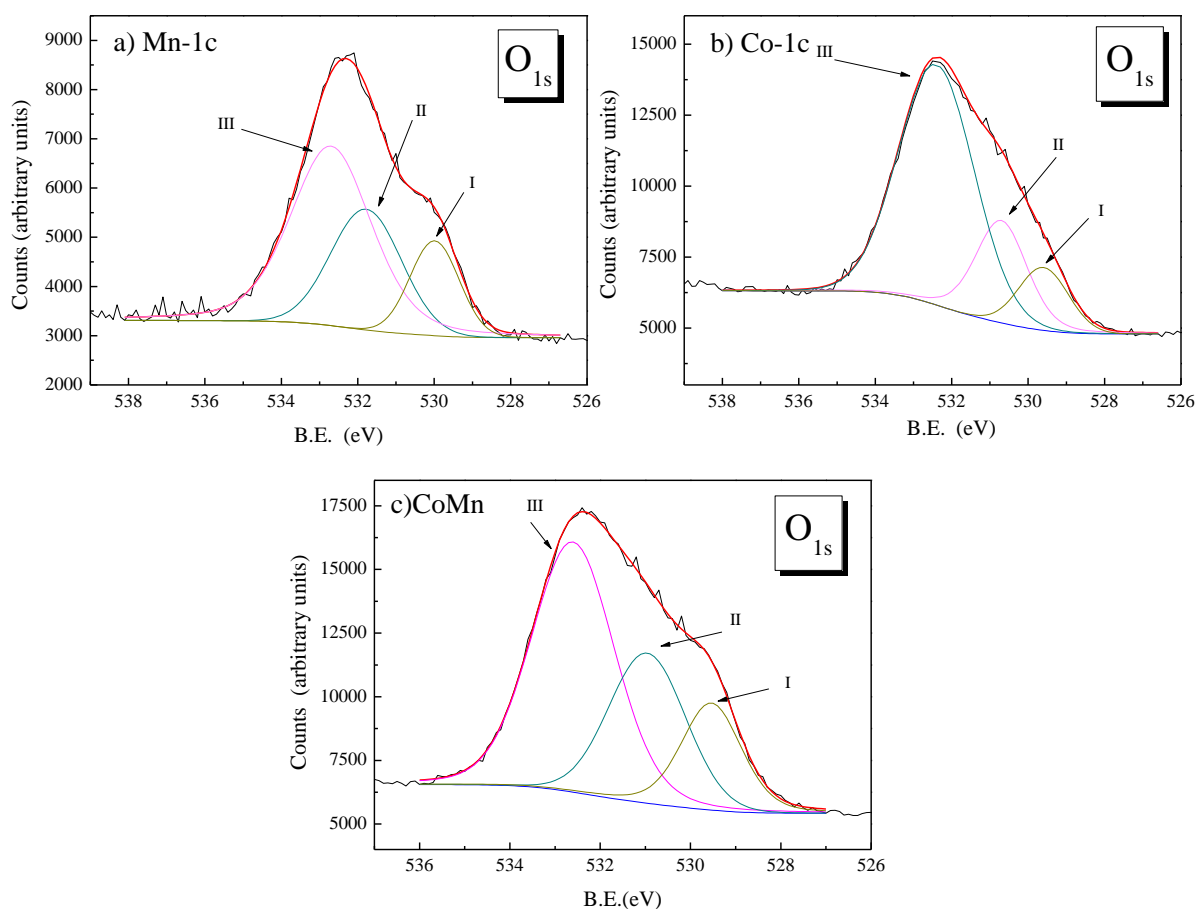 a) Mn-1c
O1s
III
II
I
Counts (arbitrary units)
9000
8000
7000
6000
5000
4000
3000
2000
538 536 534 532 530 528 526
B.E. (eV)
b) Co-1c
O1s
III
II
I
Counts (arbitrary units)
15000
12500
10000
7500
5000
538 536 534 532 530 528 526
B.E. (eV)
c)CoMn
O1s
III
II
I
Counts (arbitrary units)
17500
15000
12500
10000
7500
5000
536 534 532 530 528 526
B.E.(eV)